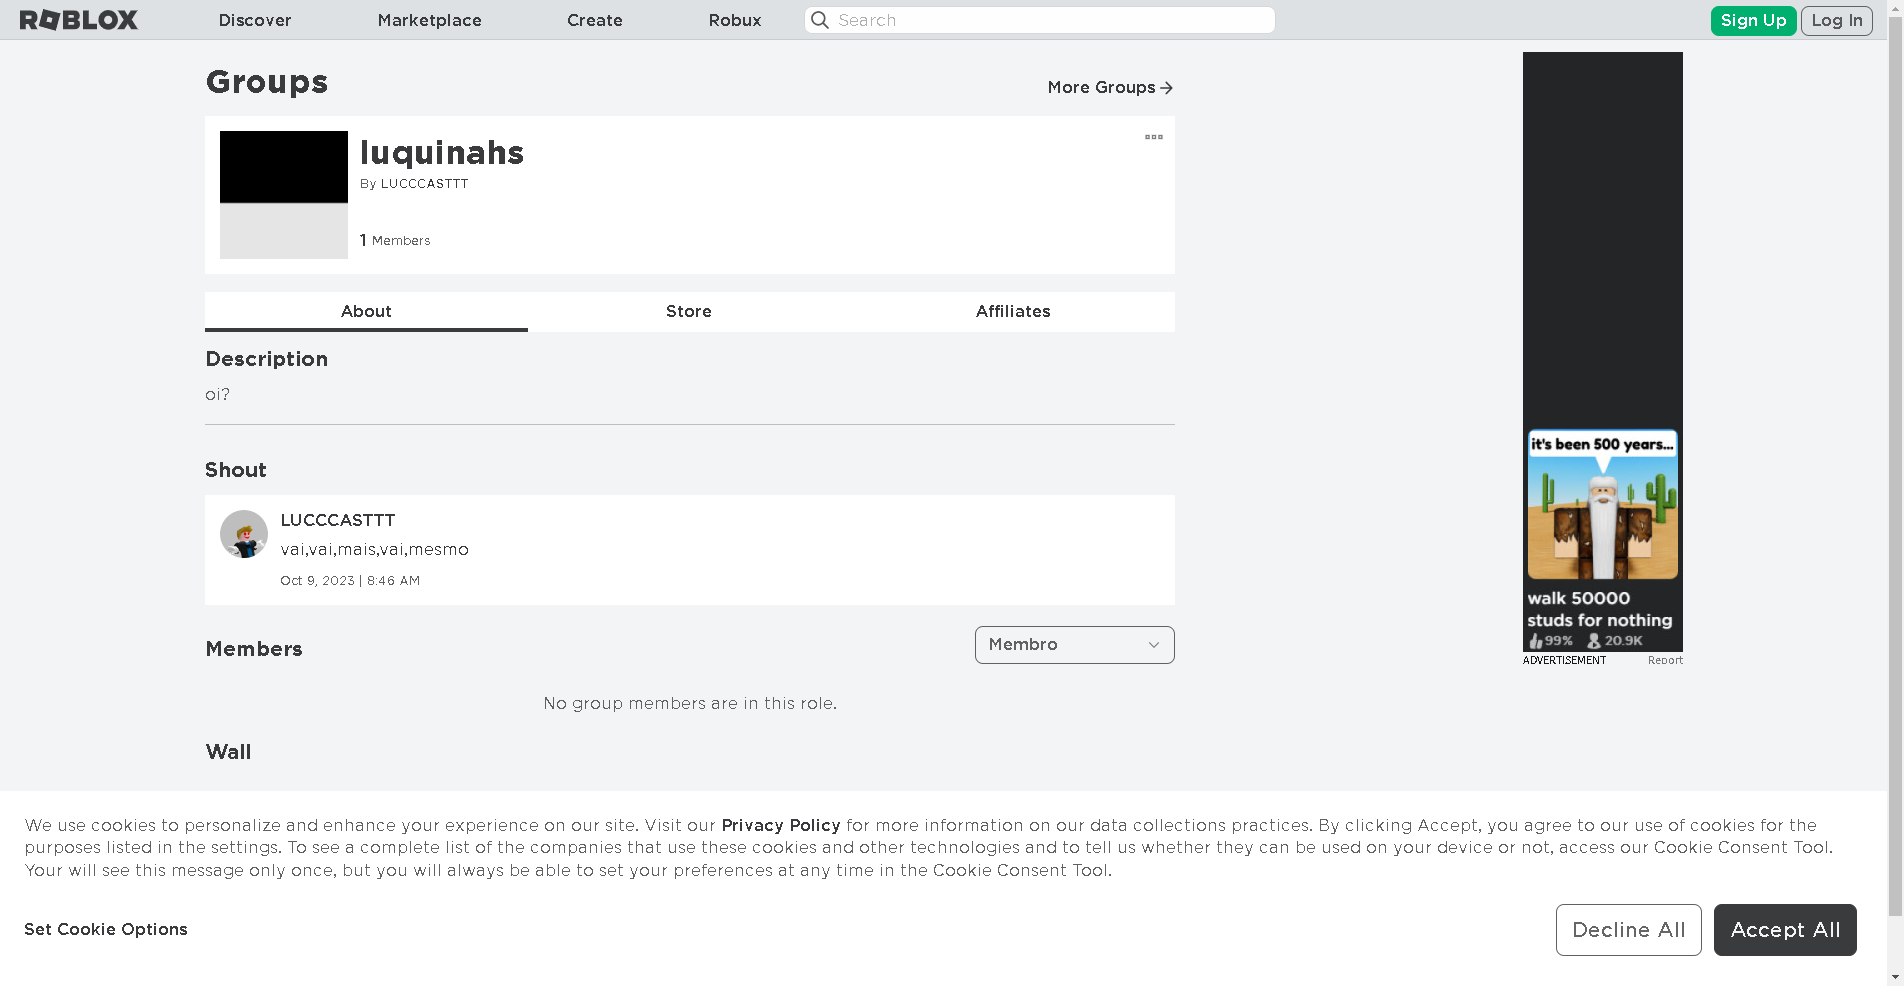 ROBLOX Discover Marketplace Create Robux Search Sign Up Log In
Groups
More Groups
luquinahs
By LUCCCASTTT
1 Members
About Store Affiliates
Description
oi?
Shout
LUCCCASTTT
vai,vai,mais,vai,mesmo
Oct 9, 2023 | 8:46 AM
Members
Membro
No group members are in this role.
Wall
it's been 500 years...
walk 50000
studs for nothing
99% 20.9K
ADVERTISEMENT Report
We use cookies to personalize and enhance your experience on our site. Visit our Privacy Policy for more information on our data collections practices. By clicking Accept, you agree to our use of cookies for the
purposes listed in the settings. To see a complete list of the companies that use these cookies and other technologies and to tell us whether they can be used on your device or not, access our Cookie Consent Tool.
Your will see this message only once, but you will always be able to set your preferences at any time in the Cookie Consent Tool.
Set Cookie Options
Decline All
Accept All